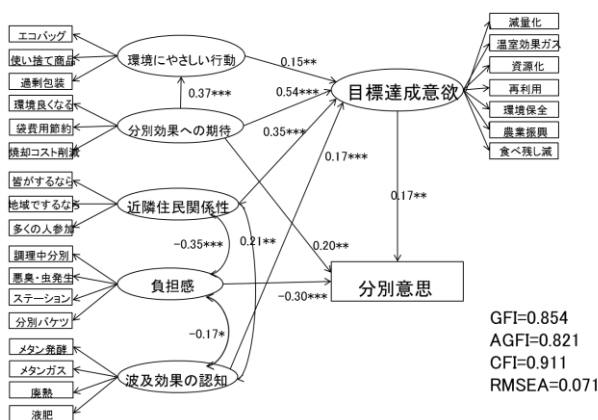 エコバッグ
使い捨て商品
過剰包装
環境良くなる
袋費用節約
焼却コスト削減
皆がするなら
地域でするなら
多くの人参加
調理中分別
悪臭・虫発生
ステーション
分別バケツ
メタン発酵
メタンガス
廃熱
液肥
環境にやさしい行動
分別効果への期待
近隣住民関係性
負担感
波及効果の認知
0.37***
0.15**
0.54***
0.35***
0.17***
0.21**
-0.35***
-0.17*
0.20**
-0.30***
0.17**
目標達成意欲
分別意思
減量化
温室効果ガス
資源化
再利用
環境保全
農業振興
食べ残し減
GFI=0.854
AGFI=0.821
CFI=0.911
RMSEA=0.071